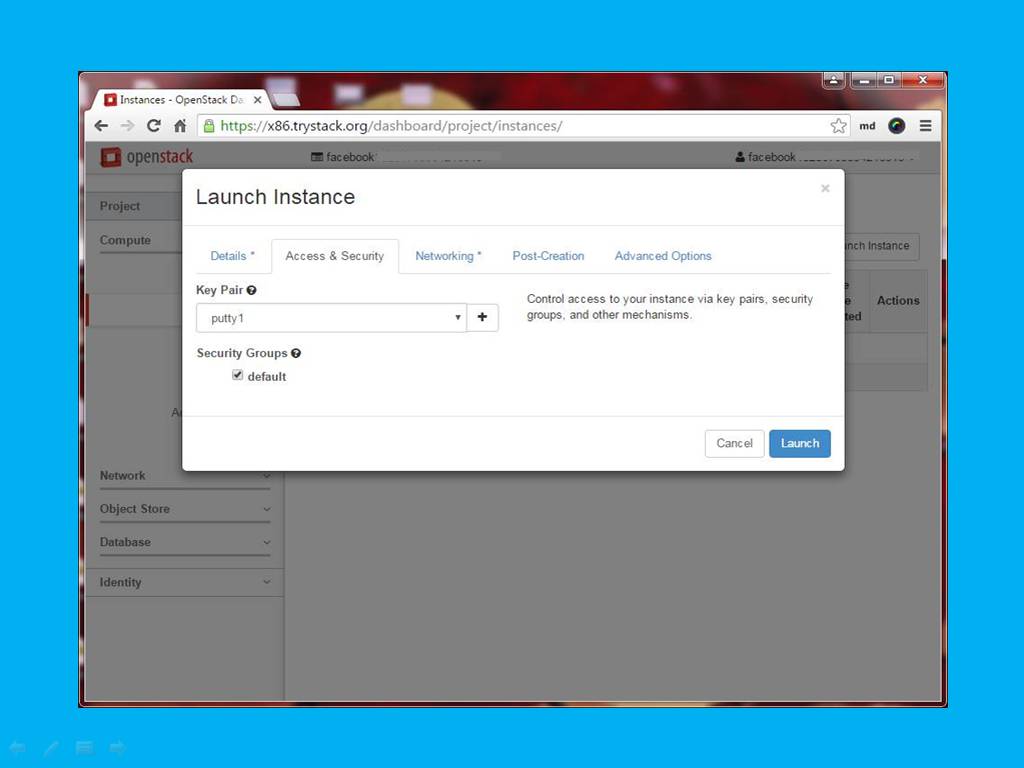 Instances - OpenStack Da
https://x86.trystack.org/dashboard/project/instances/
md
openstack
facebook
facebook
Launch Instance
×
Project
Compute
Details *
Access & Security
Networking *
Post-Creation
Advanced Options
nch Instance
Key Pair
putty1
Control access to your instance via key pairs, security
groups, and other mechanisms.
Actions
Security Groups
default
Cancel
Launch
Network
Object Store
Database
Identity